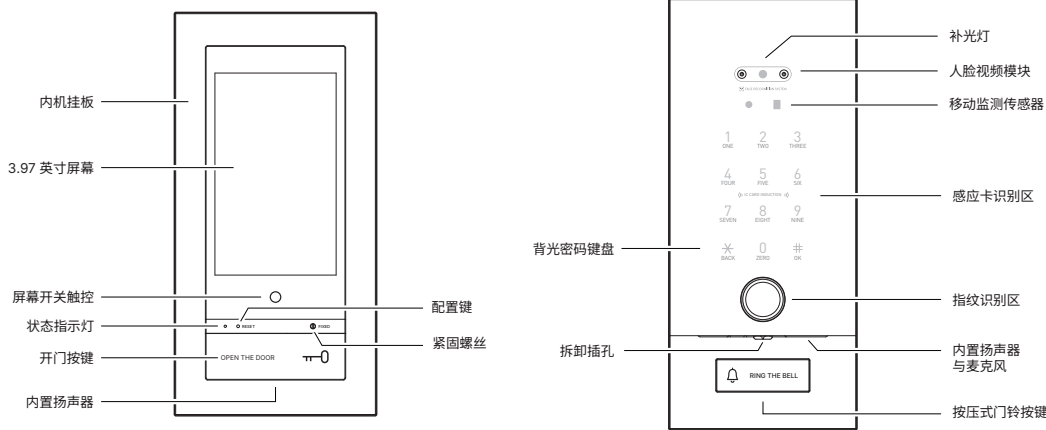 内机挂板
3.97 英寸屏幕
屏幕开关触控
状态指示灯
开门按键
内置扬声器
RESET
FIXED
OPEN THE DOOR
配置键
紧固螺丝
补光灯
人脸视频模块
移动监测传感器
1 2 3
ONE TWO THREE
4 5 6
FOUR FIVE SIX
IC CARD INDUCTION
感应卡识别区
7 8 9
SEVEN EIGHT NINE
背光密码键盘
0 #
BACK ZERO OK
指纹识别区
拆卸插孔
内置扬声器
与麦克风
RING THE BELL
按压式门铃按键